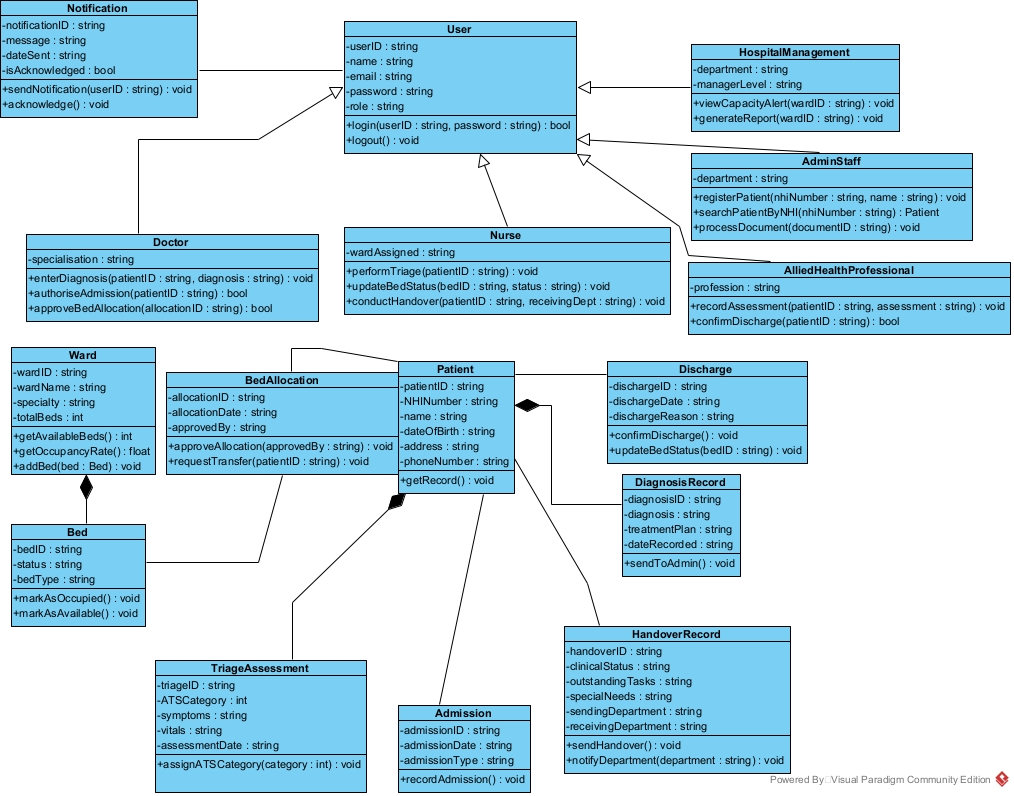 Notification
-notificationID : string
-message : string
-dateSent : string
-isAcknowledged : bool
+sendNotification(userID : string) : void
+acknowledge() : void
User
-userID : string
-name : string
-email : string
-password : string
-role : string
+login(userID : string, password : string) : bool
+logout() : void
HospitalManagement
-department : string
-managerLevel : string
+viewCapacityAlert(wardID : string) : void
+generateReport(wardID : string) : void
AdminStaff
-department : string
+registerPatient(nhiNumber : string, name : string) : void
+searchPatientByNHI(nhiNumber : string) : Patient
+processDocument(documentID : string) : void
Doctor
-specialisation : string
+enterDiagnosis(patientID : string, diagnosis : string) : void
+authoriseAdmission(patientID : string) : bool
+approveBedAllocation(allocationID : string) : bool
Nurse
-wardAssigned : string
+performTriage(patientID : string) : void
+updateBedStatus(bedID : string, status : string) : void
+conductHandover(patientID : string, receivingDept : string) : void
AlliedHealthProfessional
-profession : string
+recordAssessment(patientID : string, assessment : string) : void
+confirmDischarge(patientID : string) : bool
Ward
-wardID : string
-wardName : string
-specialty : string
-totalBeds : int
+getAvailableBeds() : int
+getOccupancyRate() : float
+addBed(bed : Bed) : void
BedAllocation
-allocationID : string
-allocationDate : string
-approvedBy : string
+approveAllocation(approvedBy : string) : void
+requestTransfer(patientID : string) : void
Patient
-patientID : string
-NHINumber : string
-name : string
-dateOfBirth : string
-address : string
-phoneNumber : string
+getRecord() : void
Discharge
-dischargeID : string
-dischargeDate : string
-dischargeReason : string
+confirmDischarge() : void
+updateBedStatus(bedID : string) : void
DiagnosisRecord
-diagnosisID : string
-diagnosis : string
-treatmentPlan : string
-dateRecorded : string
+sendToAdmin() : void
Bed
-bedID : string
-status : string
-bedType : string
+markAsOccupied() : void
+markAsAvailable() : void
TriageAssessment
-triageID : string
-ATSCategory : int
-symptoms : string
-vitals : string
-assessmentDate : string
+assignATSCategory(category : int) : void
Admission
-admissionID : string
-admissionDate : string
-admissionType : string
+recordAdmission() : void
HandoverRecord
-handoverID : string
-clinicalStatus : string
-outstandingTasks : string
-specialNeeds : string
-sendingDepartment : string
-receivingDepartment : string
+sendHandover() : void
+notifyDepartment(department : string) : void
Powered By Visual Paradigm Community Edition